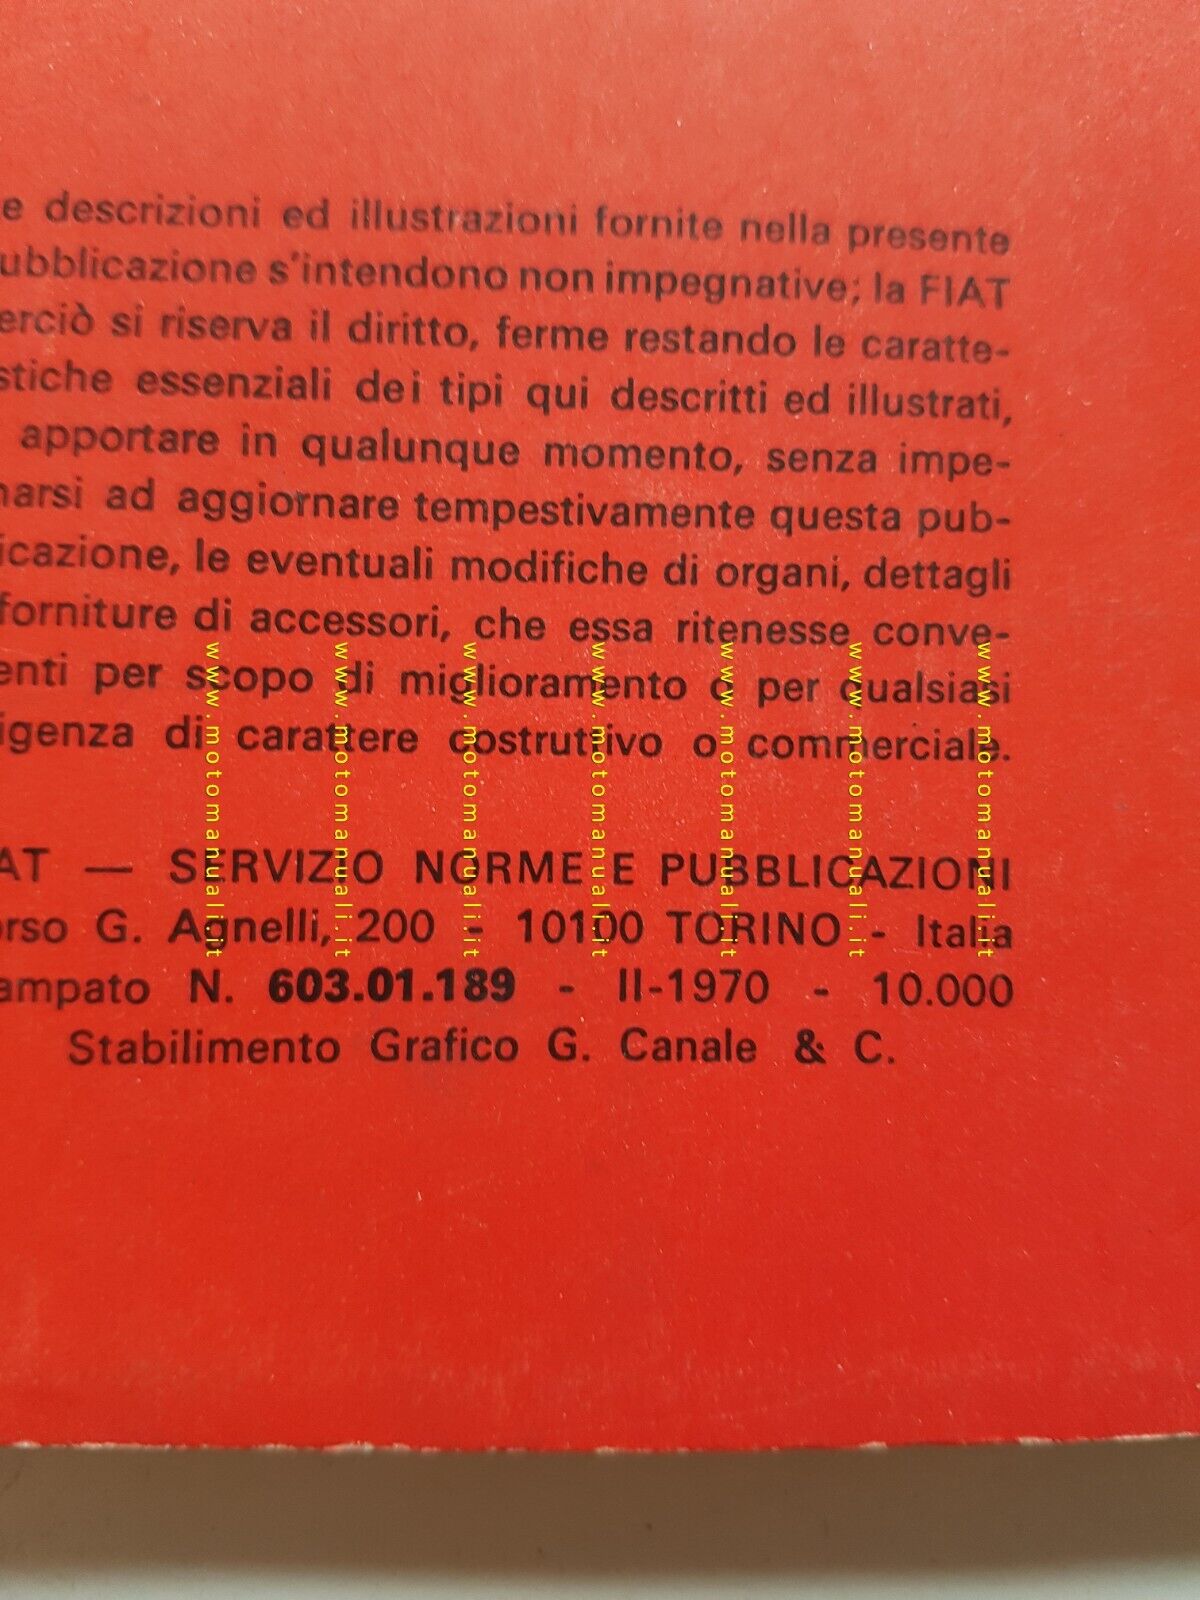 e descrizioni ed illustrazioni fornite nella presente
ubblicazione s'intendono non impegnative; la FIAT
erciò si riserva il diritto, ferme restando le caratte-
stiche essenziali dei tipi qui descritti ed illustrati,
apportare in qualunque momento, senza impe-
narsi ad aggiornare tempestivamente questa pub-
icazione, le eventuali modifiche di organi, dettagli
forniture di accessori, che essa ritenesse conve-
enti per scopo di miglioramento o per qualsiasi
igenza di carattere costruttivo o commerciale.
AT — SERVIZIO NORME E PUBBLICAZIONI
orso G. Agnelli, 200 - 10100 TORINO - Italia
ampato N. 603.01.189 - II-1970 - 10.000
Stabilimento Grafico G. Canale & C.
www.motomanuali.it
www.motomanuali.it
www.motomanuali.it
www.motomanuali.it
www.motomanuali.it
www.motomanuali.it
www.motomanuali.it